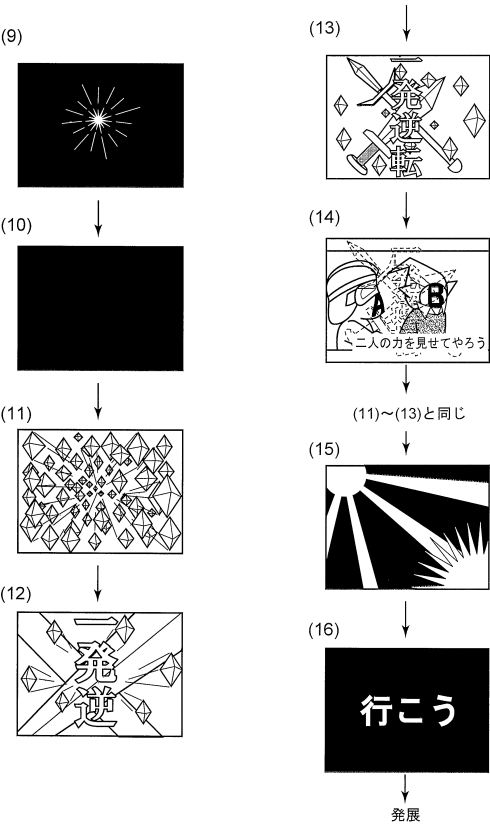 (9)
(10)
(11)
(12)
一発逆
(13)
一発逆転
(14)
A
B
二人の力を見せてやろう
(11)～(13)と同じ
(15)
(16)
行こう
発展